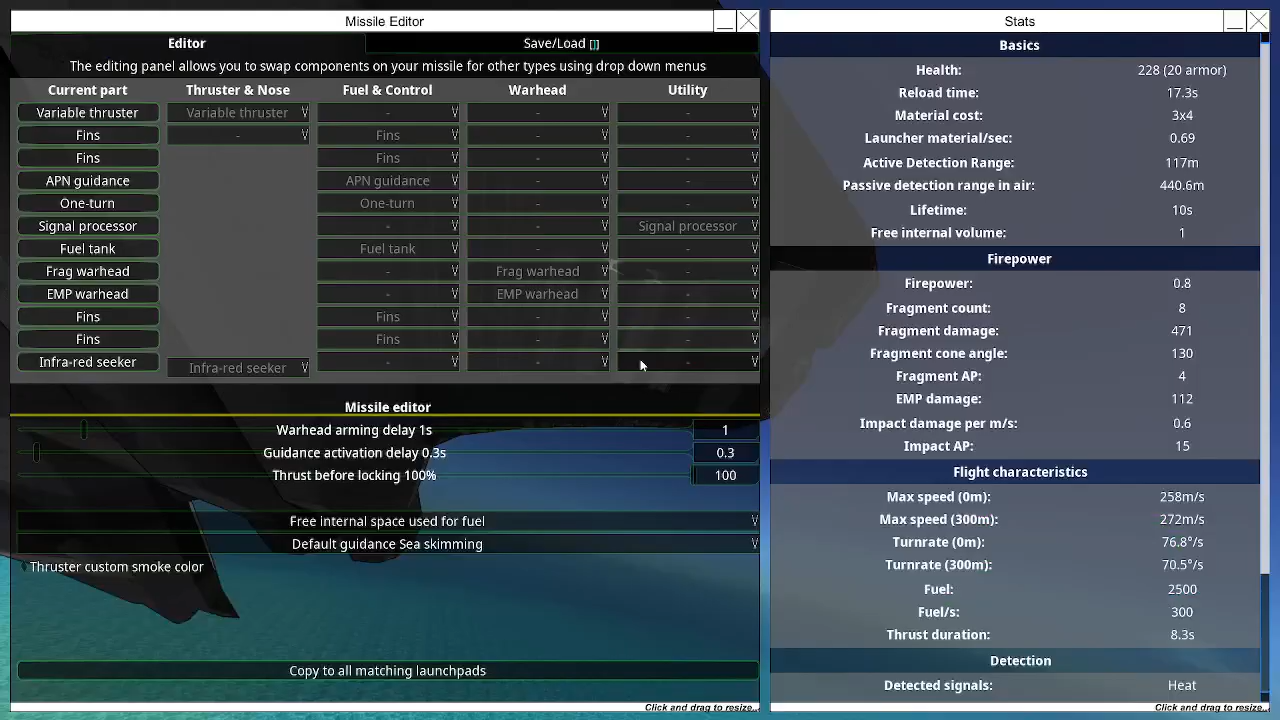 Missile Editor
Editor
Save/Load []
The editing panel allows you to swap components on your missile for other types using drop down menus
Current part Thruster & Nose Fuel & Control Warhead Utility
Variable thruster Variable thruster V - V - V - V
Fins - V Fins V - V - V
Fins Fins V - V - V
APN guidance APN guidance V - V - V
One-turn One-turn V - V - V
Signal processor - V - V Signal processor V
Fuel tank Fuel tank V - V - V
Frag warhead - V Frag warhead V - V
EMP warhead - V EMP warhead V - V
Fins Fins V - V - V
Fins Fins V - V - V
Infra-red seeker Infra-red seeker V - V - V - V
Missile editor
Warhead arming delay 1s 1
Guidance activation delay 0.3s 0.3
Thrust before locking 100% 100
Free internal space used for fuel V
Default guidance Sea skimming V
Thruster custom smoke color
Copy to all matching launchpads
Click and drag to resize...
Stats
Basics
Health: 228 (20 armor)
Reload time: 17.3s
Material cost: 3x4
Launcher material/sec: 0.69
Active Detection Range: 117m
Passive detection range in air: 440.6m
Lifetime: 10s
Free internal volume: 1
Firepower
Firepower: 0.8
Fragment count: 8
Fragment damage: 471
Fragment cone angle: 130
Fragment AP: 4
EMP damage: 112
Impact damage per m/s: 0.6
Impact AP: 15
Flight characteristics
Max speed (0m): 258m/s
Max speed (300m): 272m/s
Turnrate (0m): 76.8°/s
Turnrate (300m): 70.5°/s
Fuel: 2500
Fuel/s: 300
Thrust duration: 8.3s
Detection
Detected signals: Heat
Click and drag to resize...